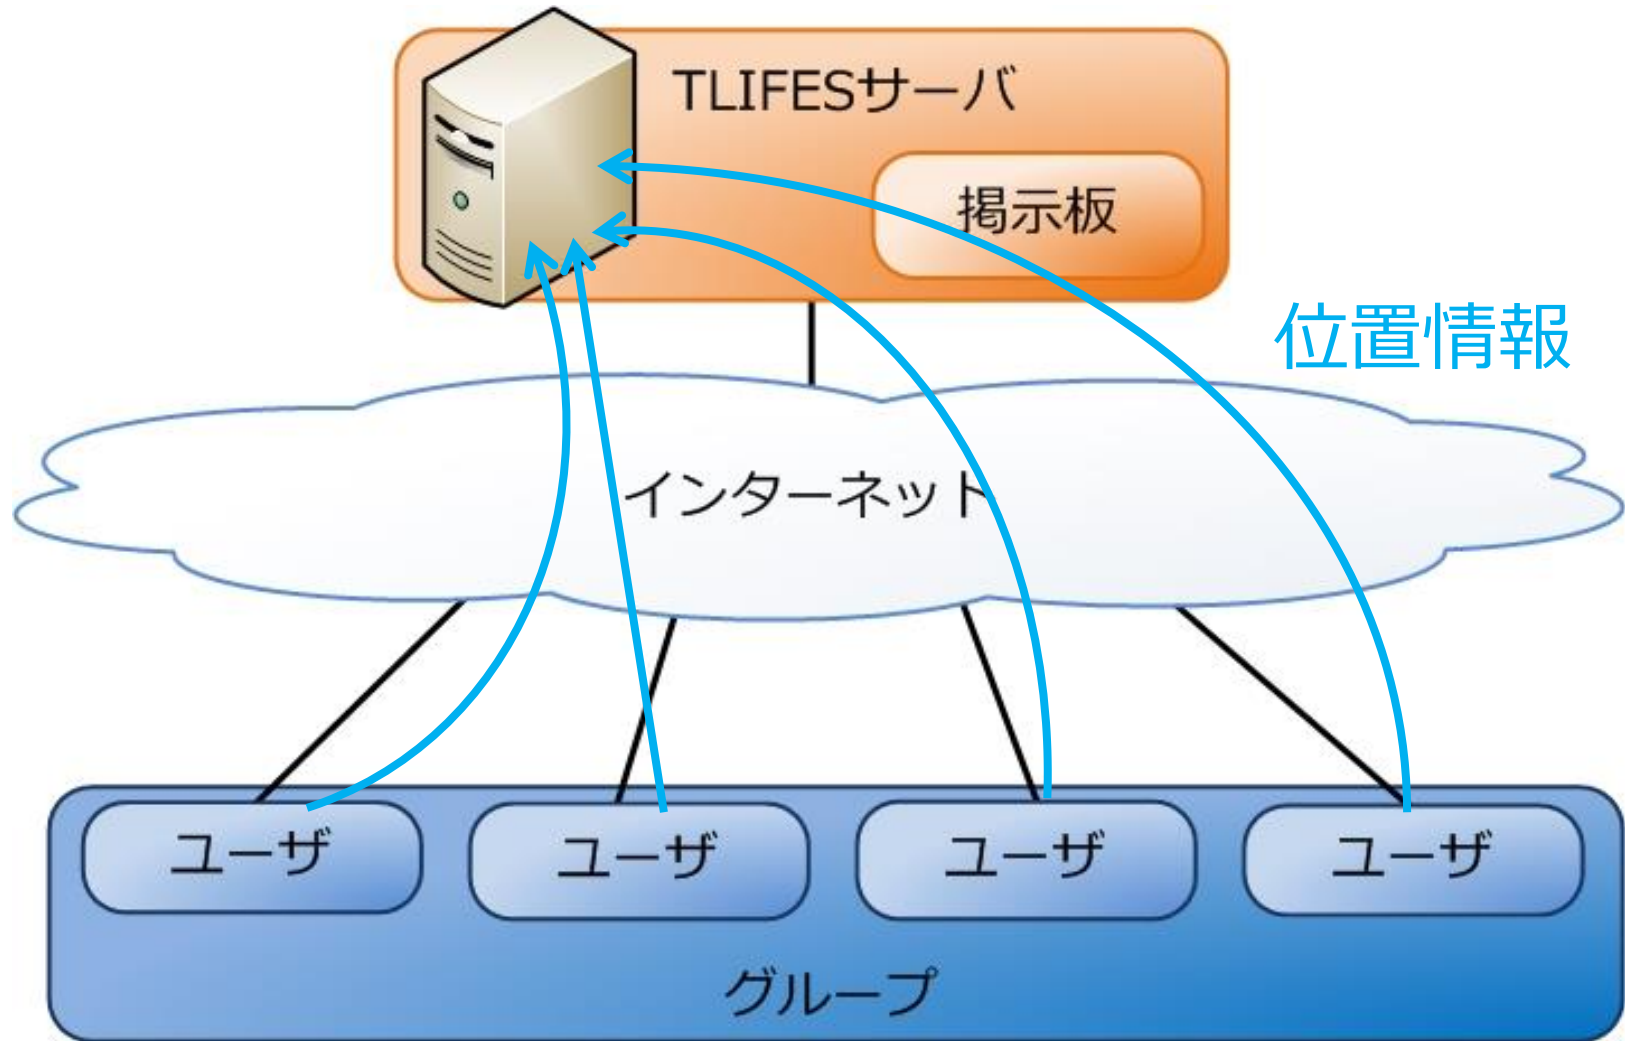 TLIFESサーバ
掲示板
位置情報
インターネット
ユーザ
ユーザ
ユーザ
ユーザ
グループ